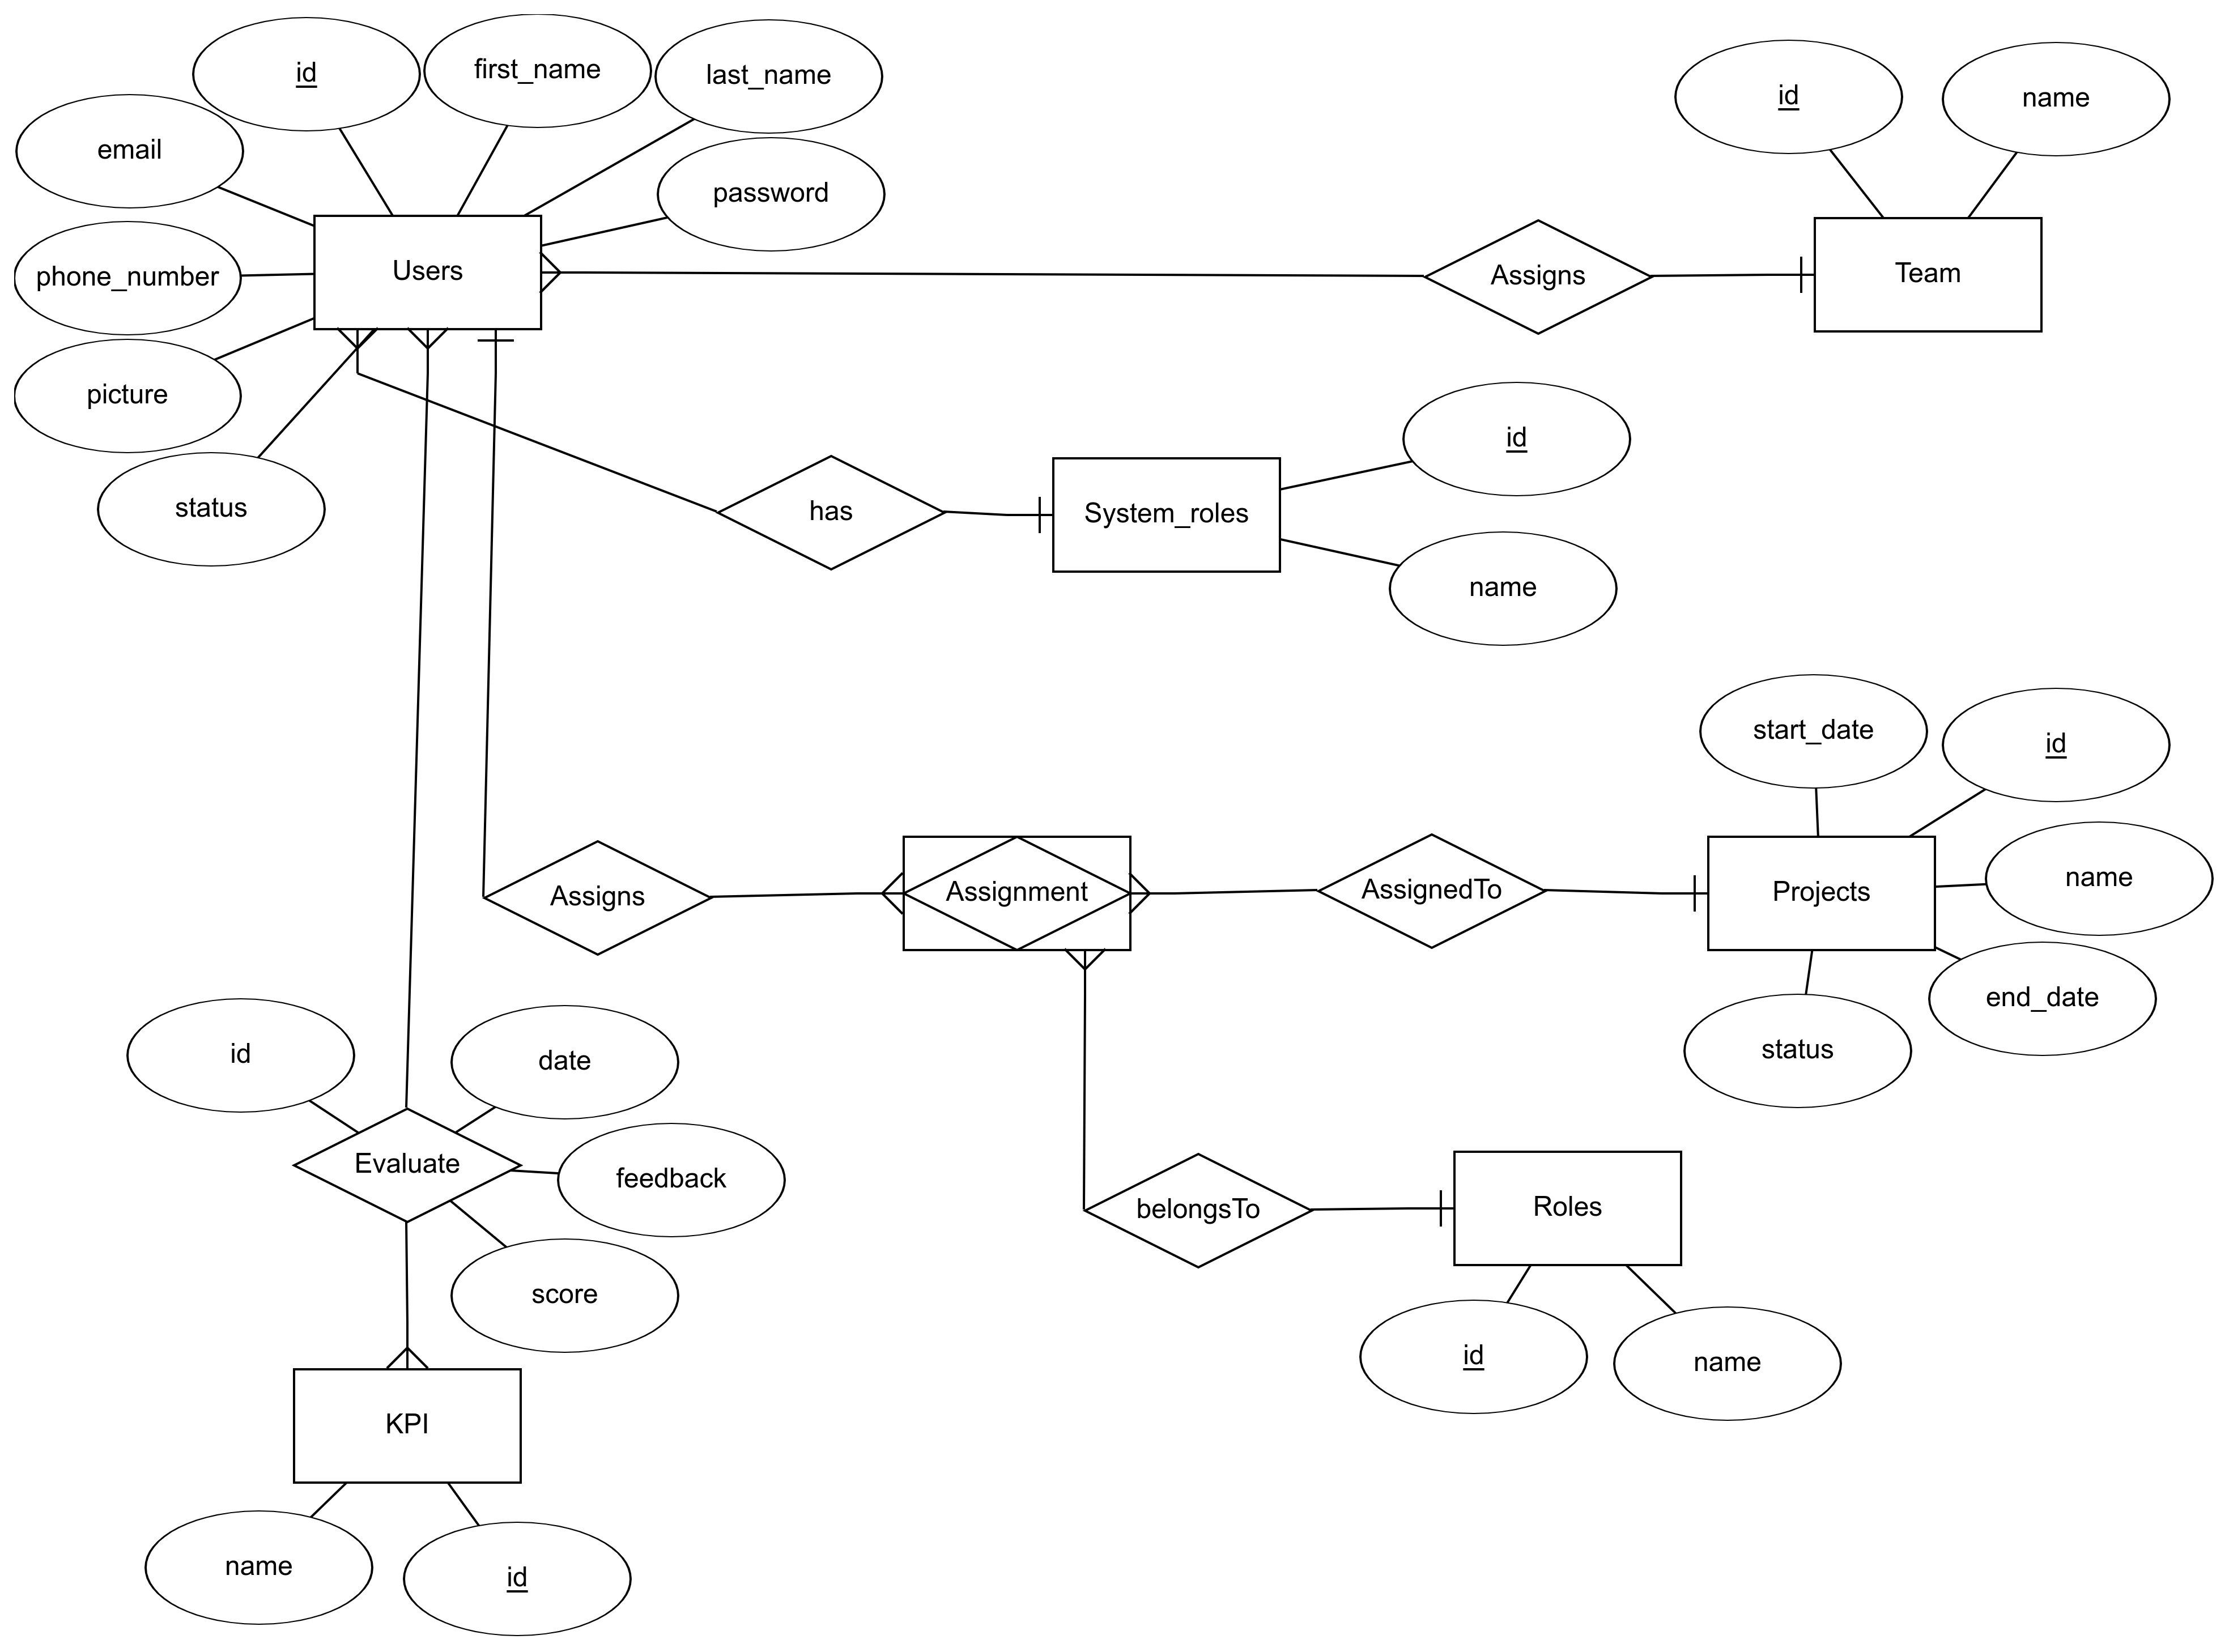 id
first_name
last_name
email
password
phone_number
Users
picture
status
id
name
Assigns
Team
id
has
System_roles
name
start_date
id
name
Assigns
Assignment
AssignedTo
Projects
end_date
status
id
date
Evaluate
feedback
score
belongsTo
Roles
id
name
KPI
name
id